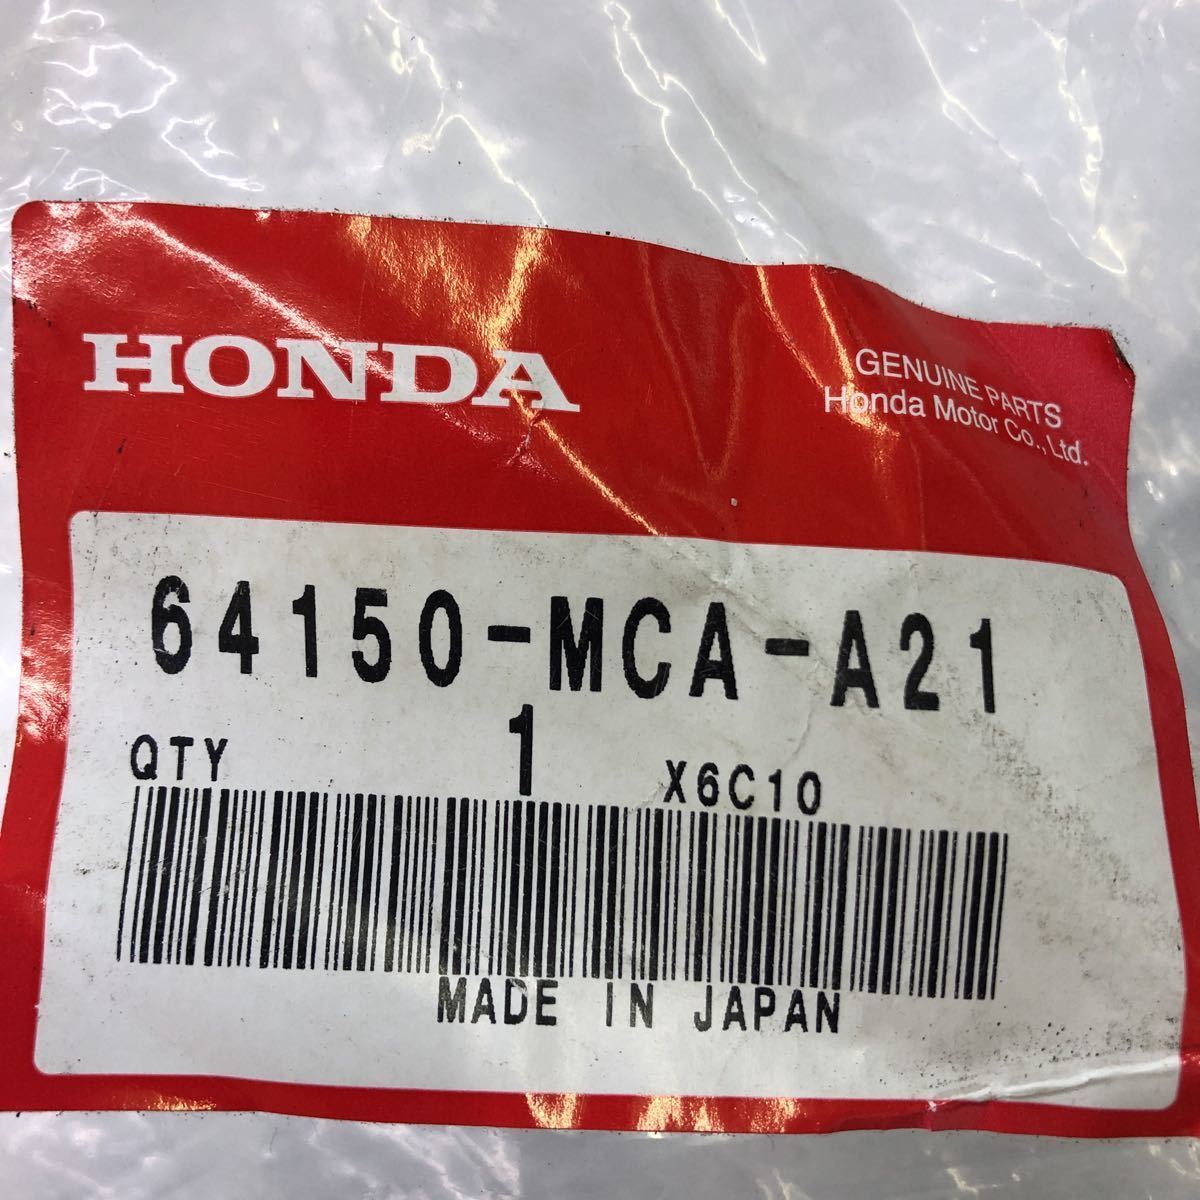 HONDA
GENUINE PARTS
Honda Motor Co.,Ltd.
64150-MCA-A21
QTY 1 X6C10
MADE IN JAPAN